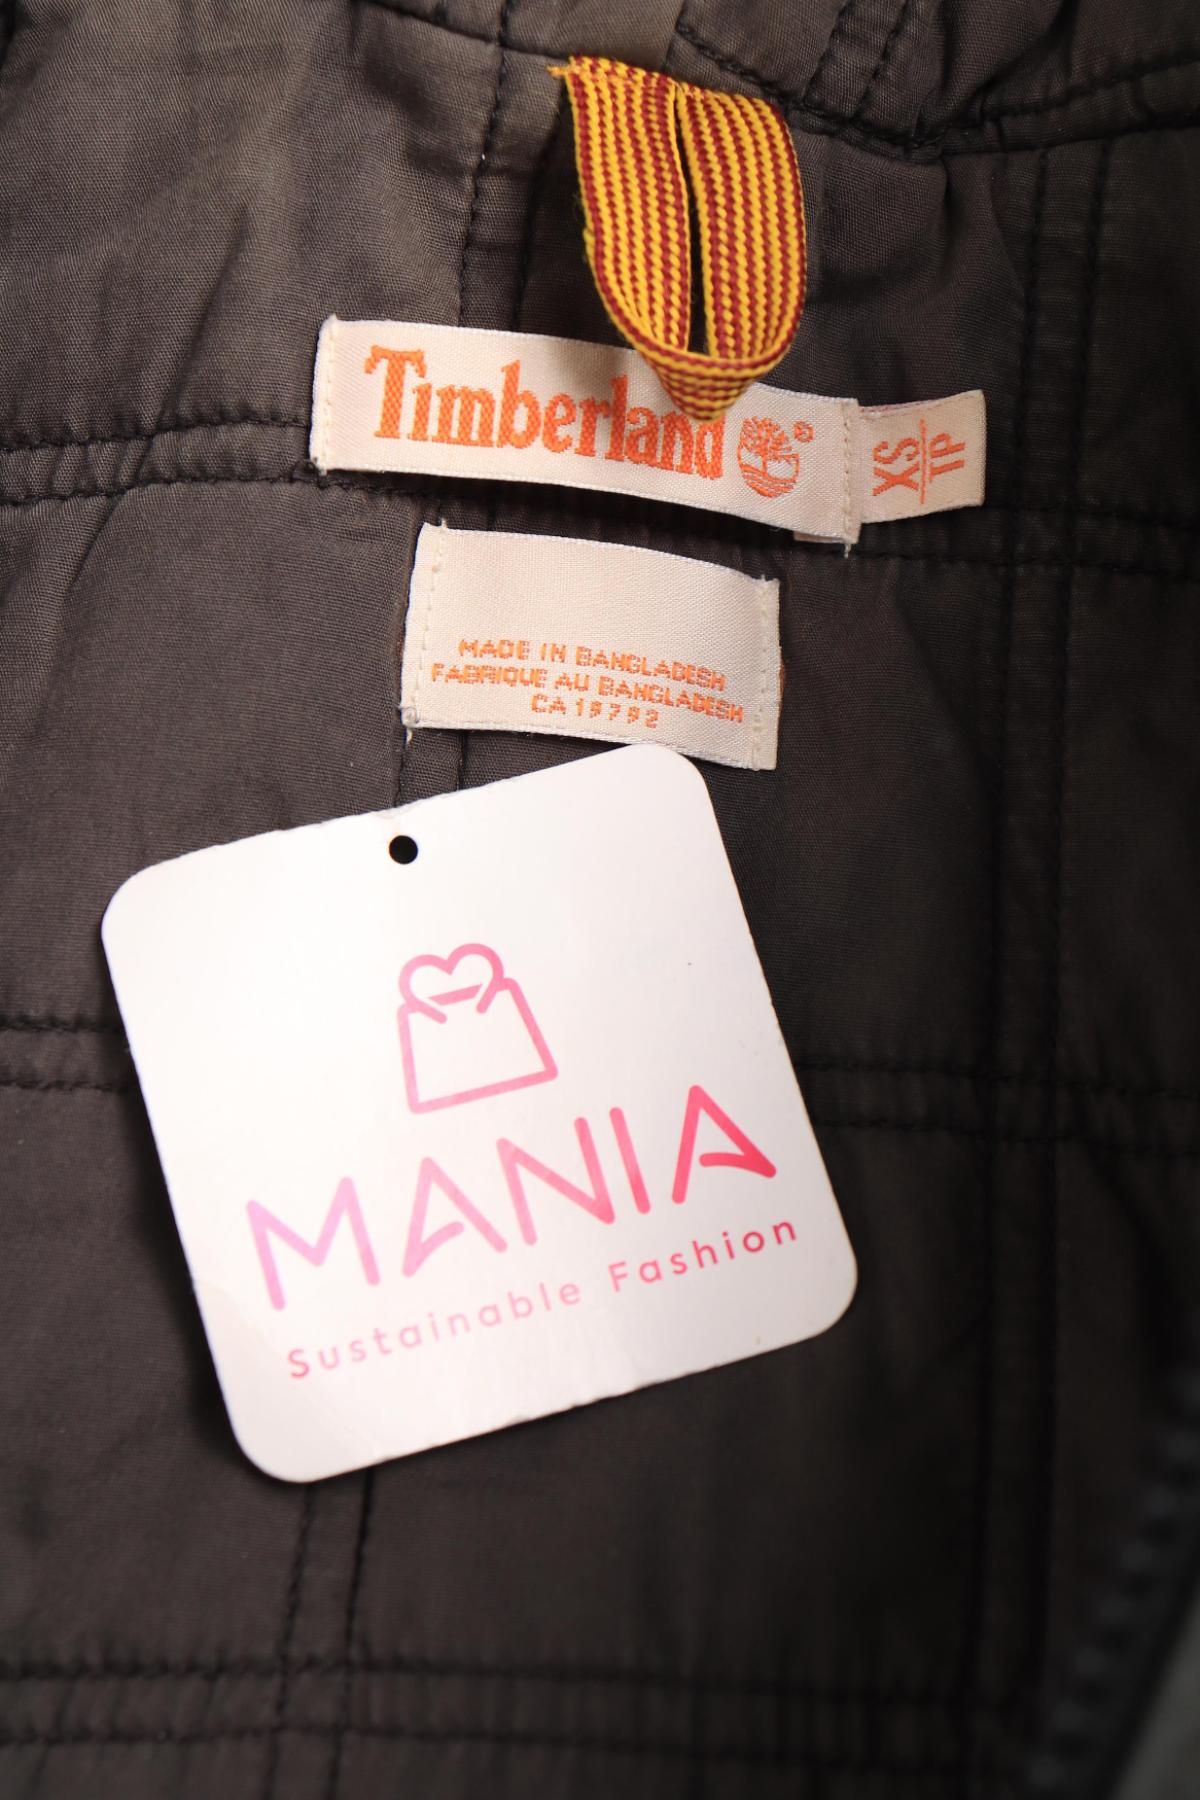 Timberland ®
XS
TP
MADE IN BANGLADESH
FABRIQUE AU BANGLADESH
CA 19792
MANIA
Sustainable Fashion